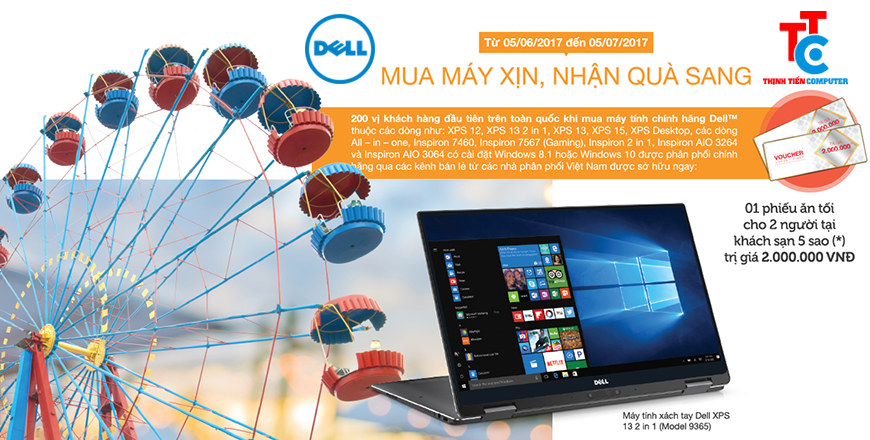 DELL
Từ 05/06/2017 đến 05/07/2017
TTC
THỊNH TIẾN COMPUTER
MUA MÁY XỊN, NHẬN QUÀ SANG
200 vị khách hàng đầu tiên trên toàn quốc khi mua máy tính chính hãng Dell™
thuộc các dòng như: XPS 12, XPS 13 2 in 1, XPS 13, XPS 15, XPS Desktop, các dòng
All – in – one, Inspiron 7460, Inspiron 7567 (Gaming), Inspiron 2 in 1, Inspiron AIO 3264
và Inspiron AIO 3064 có cài đặt Windows 8.1 hoặc Windows 10 được phân phối chính
hãng qua các kênh bán lẻ từ các nhà phân phối Việt Nam được sở hữu ngay:
VOUCHER
2.000.000
2.000.000
01 phiếu ăn tối
cho 2 người tại
khách sạn 5 sao (*)
trị giá 2.000.000 VNĐ
NETFLIX
DELL
Máy tính xách tay Dell XPS
13 2 in 1 (Model 9365)